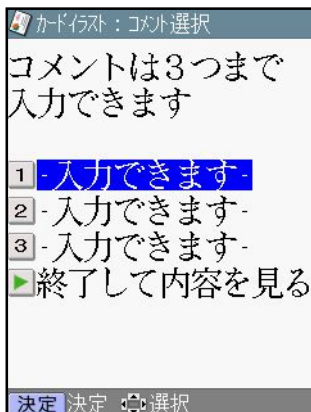 カードイラスト：コメント選択
コメントは３つまで
入力できます
1 -入力できます-
2 -入力できます-
3 -入力できます-
終了して内容を見る
決定 決定 選択